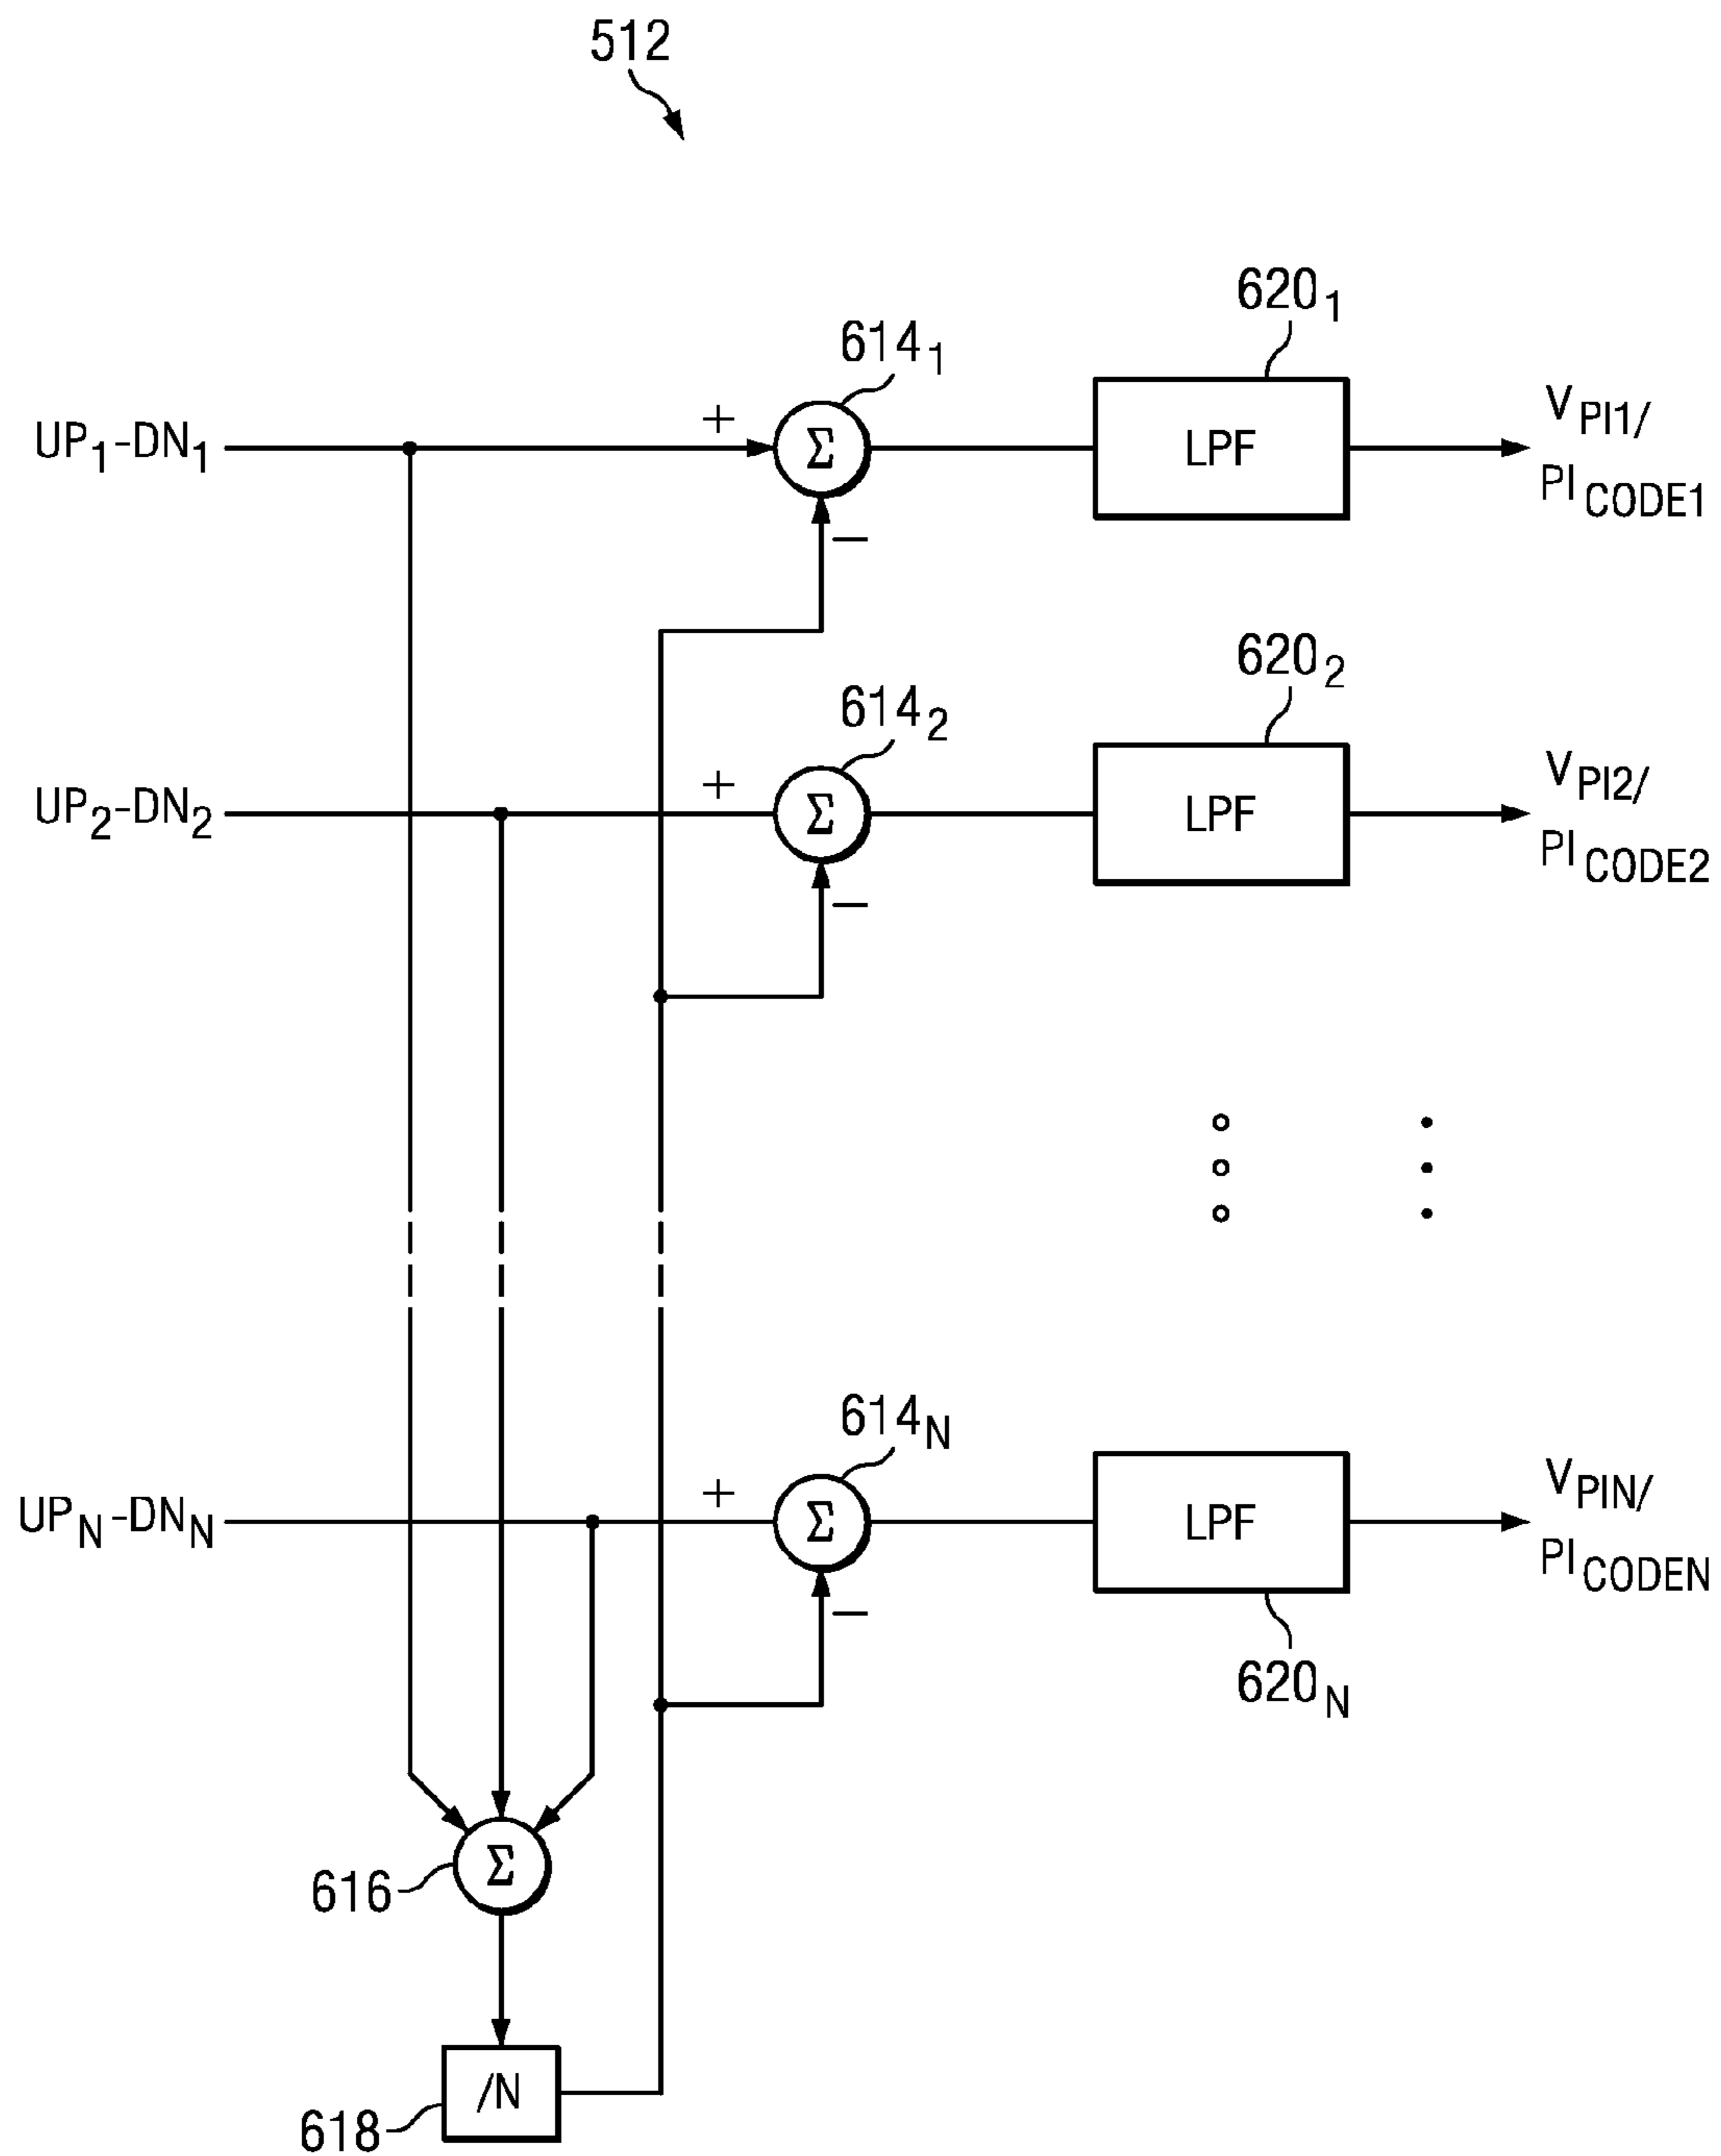 512
620₁
614₁
UP₁-DN₁
+
Σ
LPF
V_PI1/
PI_CODE1
−
620₂
614₂
UP₂-DN₂
+
Σ
LPF
V_PI2/
PI_CODE2
−
614_N
UP_N-DN_N
+
Σ
LPF
V_PIN/
PI_CODEN
−
620_N
616
Σ
/N
618